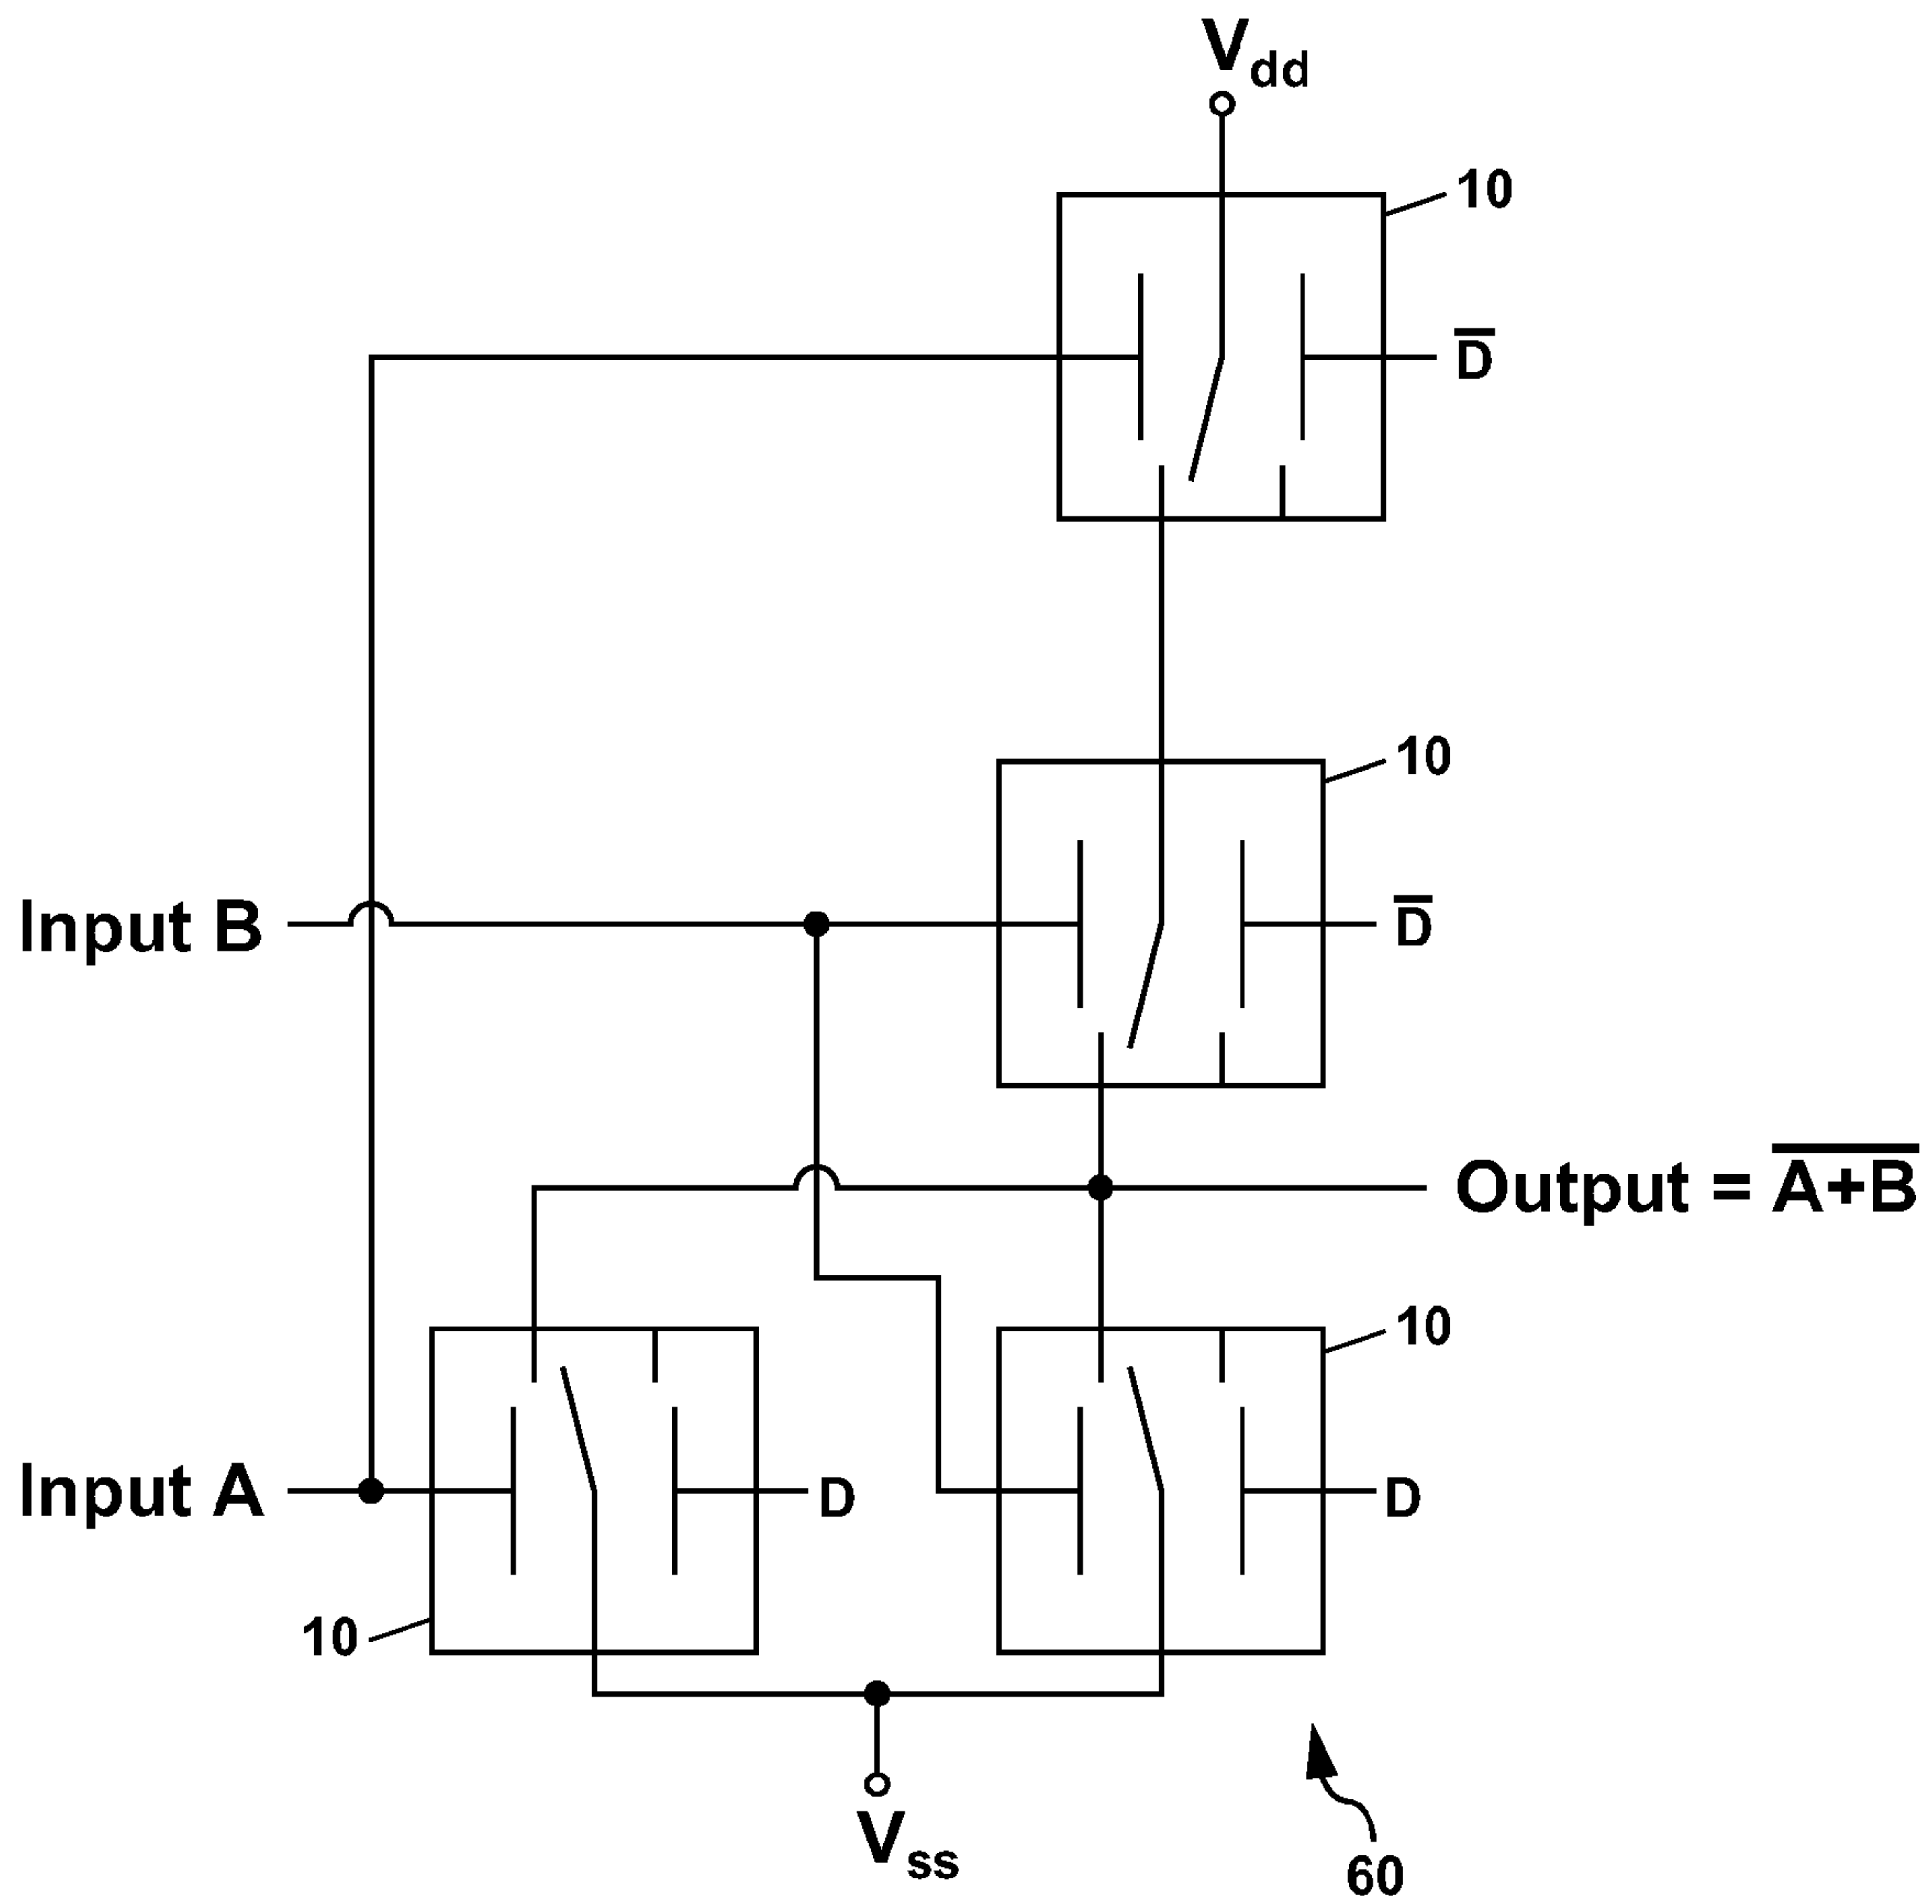 Vdd
10
D̅
10
Input B
D̅
Output = A̅+̅B̅
10
Input A
D
D
10
Vss
60